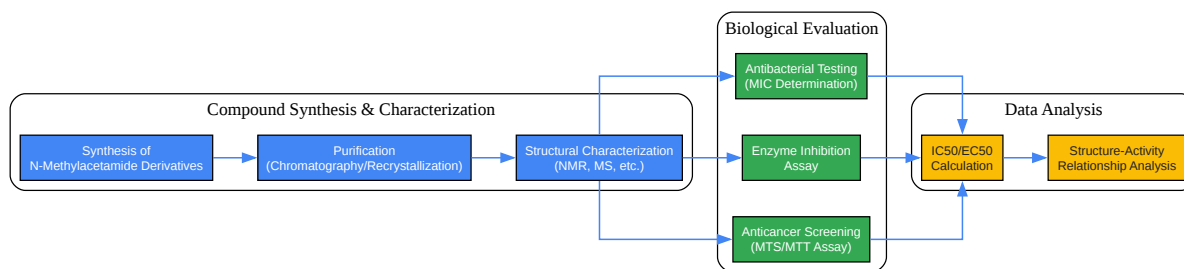 Biological Evaluation
Antibacterial Testing
(MIC Determination)
Compound Synthesis & Characterization
Data Analysis
Synthesis of
N-Methylacetamide Derivatives
Purification
(Chromatography/Recrystallization)
Structural Characterization
(NMR, MS, etc.)
Enzyme Inhibition
Assay
IC50/EC50
Calculation
Structure-Activity
Relationship Analysis
Anticancer Screening
(MTS/MTT Assay)